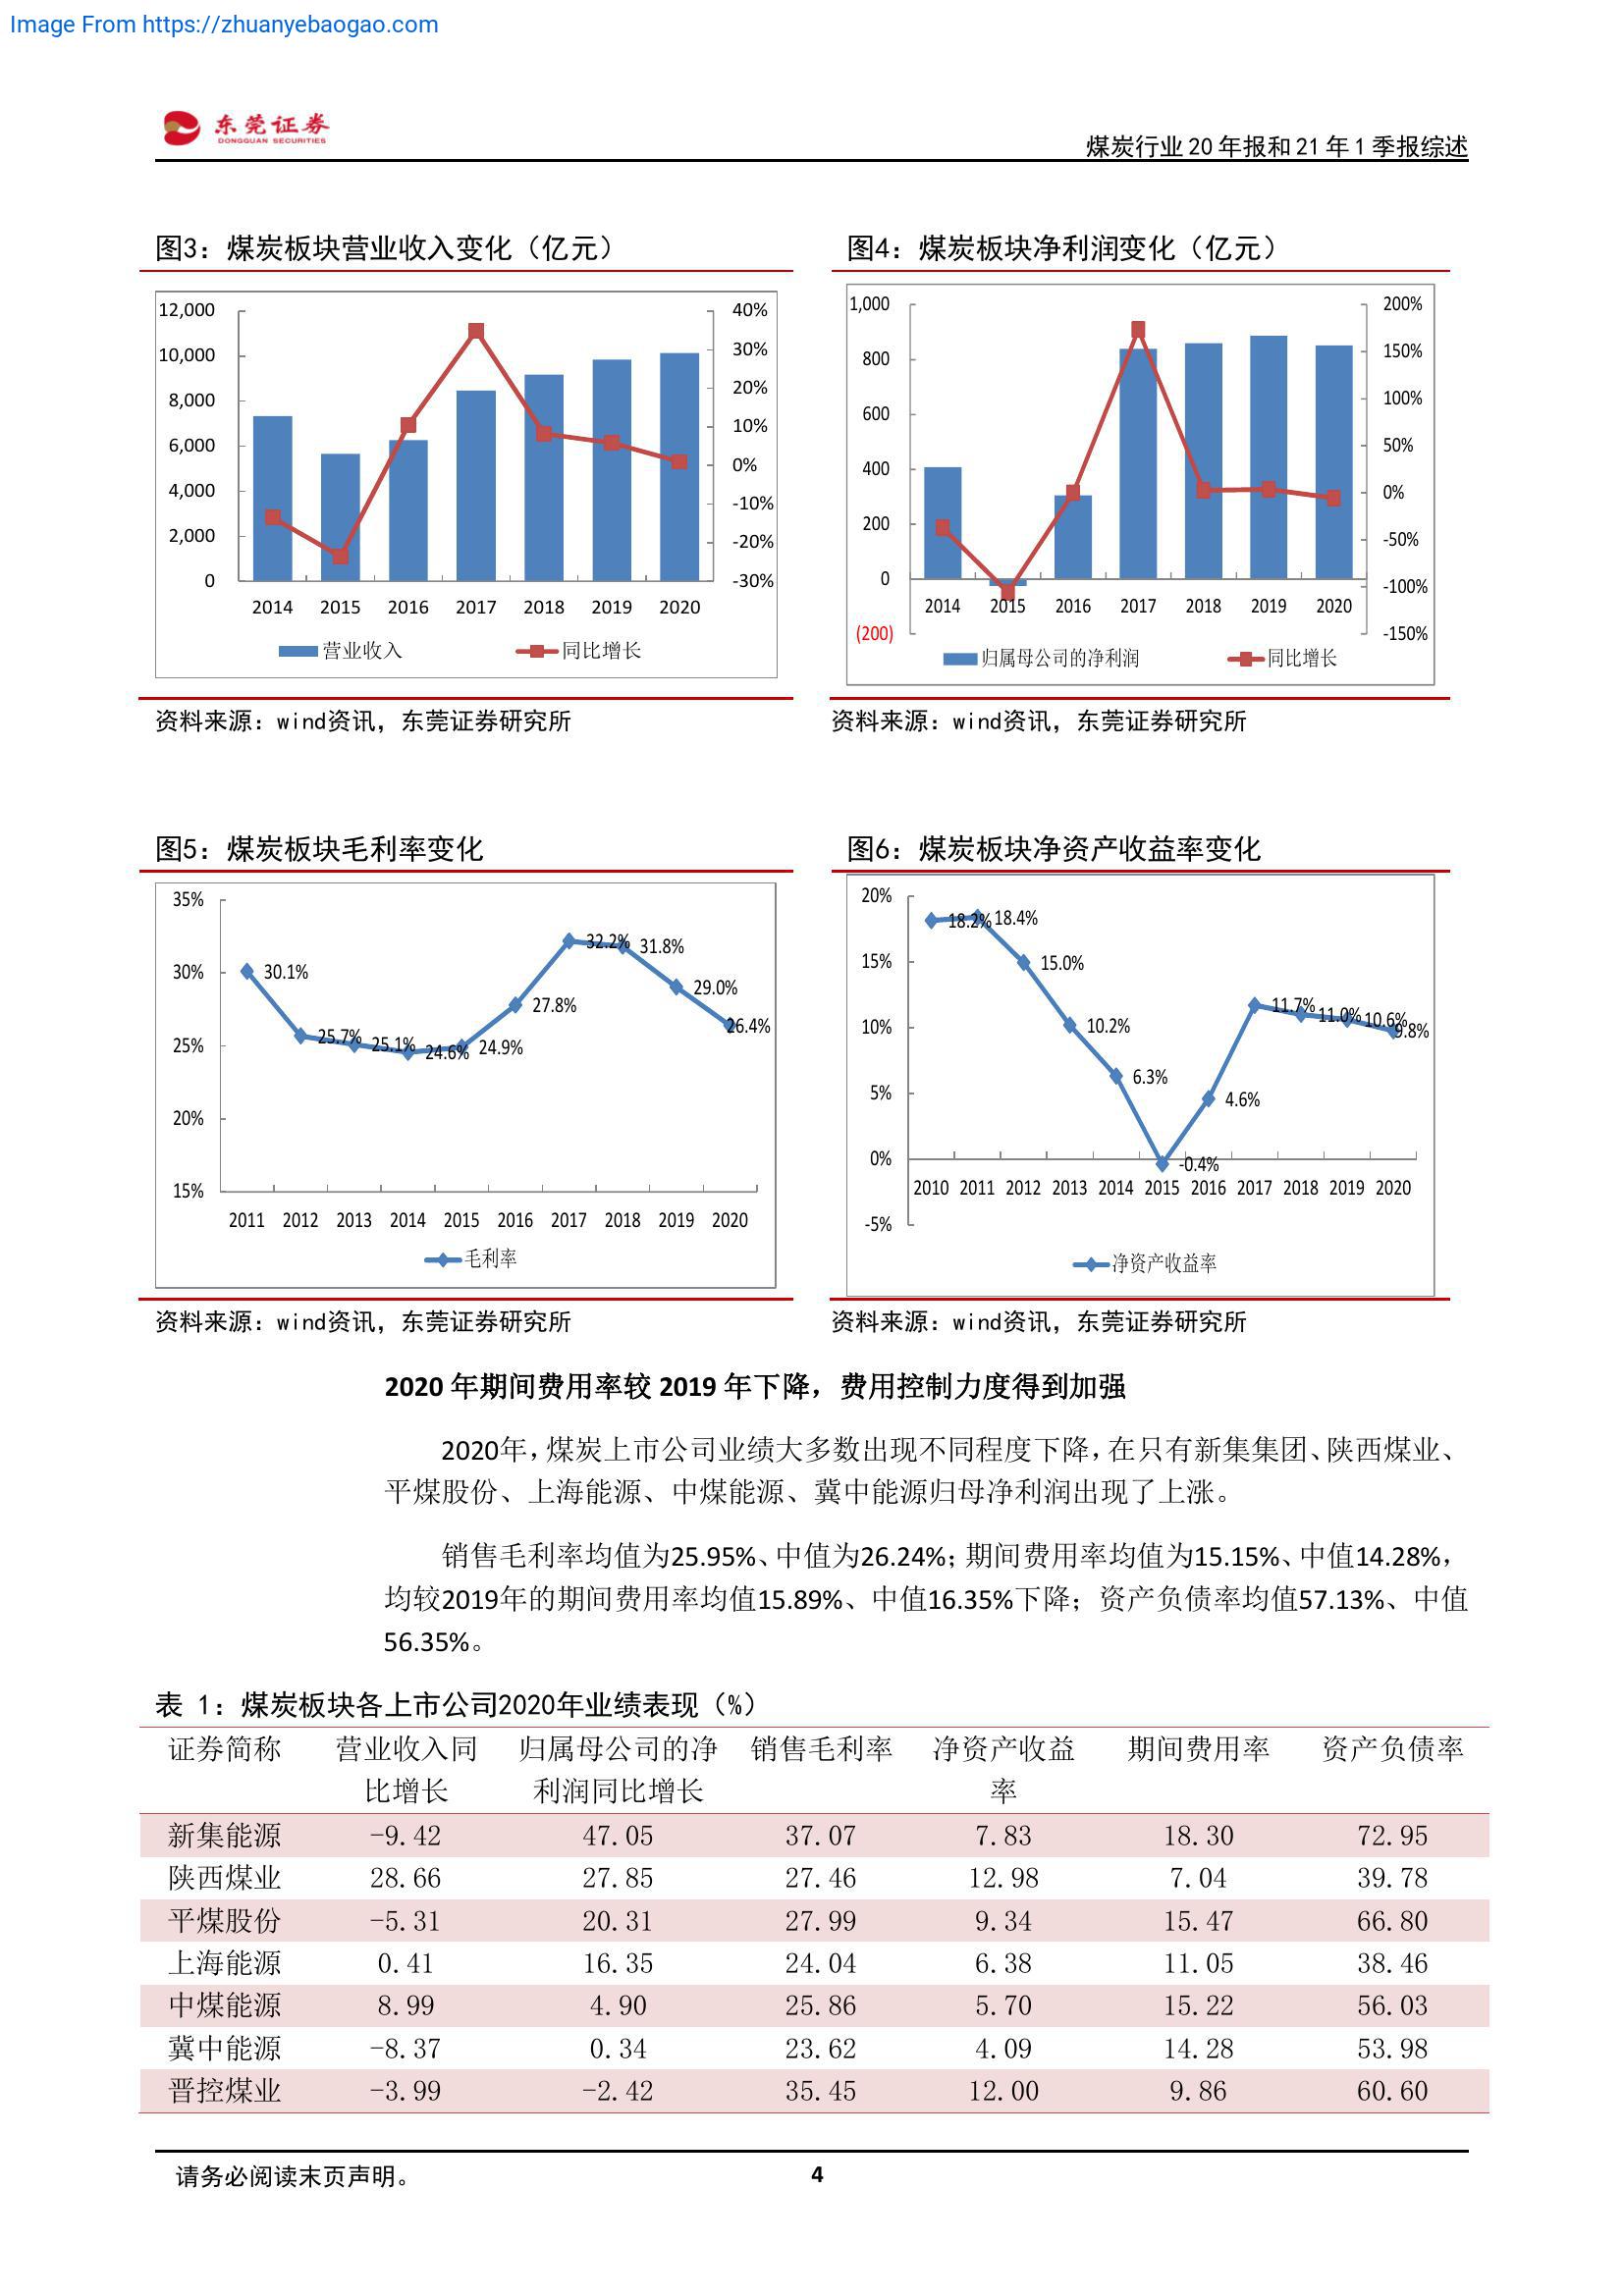 Image From https://zhuanyebaogao.com
东莞证券
DONGGUAN SECURITIES
煤炭行业 20 年报和 21 年 1 季报综述
图3：煤炭板块营业收入变化（亿元）
12,000
10,000
8,000
6,000
4,000
2,000
0
40%
30%
20%
10%
0%
-10%
-20%
-30%
2014 2015 2016 2017 2018 2019 2020
营业收入 同比增长
资料来源：wind资讯，东莞证券研究所
图4：煤炭板块净利润变化（亿元）
1,000
800
600
400
200
0
(200)
200%
150%
100%
50%
0%
-50%
-100%
-150%
2014 2015 2016 2017 2018 2019 2020
归属母公司的净利润 同比增长
资料来源：wind资讯，东莞证券研究所
图5：煤炭板块毛利率变化
35%
30%
25%
20%
15%
30.1% 25.7% 25.1% 24.6% 24.9% 27.8% 32.2% 31.8% 29.0% 26.4%
2011 2012 2013 2014 2015 2016 2017 2018 2019 2020
毛利率
资料来源：wind资讯，东莞证券研究所
图6：煤炭板块净资产收益率变化
20%
15%
10%
5%
0%
-5%
18.2% 18.4% 15.0% 10.2% 6.3% -0.4% 4.6% 11.7% 11.0% 10.6% 9.8%
2010 2011 2012 2013 2014 2015 2016 2017 2018 2019 2020
净资产收益率
资料来源：wind资讯，东莞证券研究所
2020 年期间费用率较 2019 年下降，费用控制力度得到加强
2020年，煤炭上市公司业绩大多数出现不同程度下降，在只有新集集团、陕西煤业、
平煤股份、上海能源、中煤能源、冀中能源归母净利润出现了上涨。
销售毛利率均值为25.95%、中值为26.24%；期间费用率均值为15.15%、中值14.28%，
均较2019年的期间费用率均值15.89%、中值16.35%下降；资产负债率均值57.13%、中值
56.35%。
表 1：煤炭板块各上市公司2020年业绩表现（%）
证券简称 营业收入同 归属母公司的净 销售毛利率 净资产收益 期间费用率 资产负债率
比增长 利润同比增长 率
新集能源 -9.42 47.05 37.07 7.83 18.30 72.95
陕西煤业 28.66 27.85 27.46 12.98 7.04 39.78
平煤股份 -5.31 20.31 27.99 9.34 15.47 66.80
上海能源 0.41 16.35 24.04 6.38 11.05 38.46
中煤能源 8.99 4.90 25.86 5.70 15.22 56.03
冀中能源 -8.37 0.34 23.62 4.09 14.28 53.98
晋控煤业 -3.99 -2.42 35.45 12.00 9.86 60.60
请务必阅读末页声明。
4